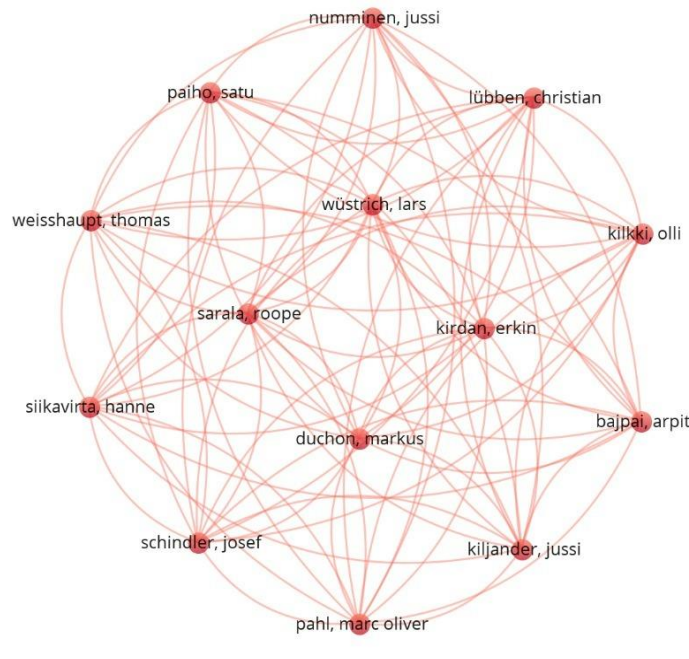 numminen, jussi
paiho, satu
lübben, christian
wüstrich, lars
weisshaupt, thomas
kilkki, olli
sarala, roope
kirdan, erkin
siikavirta, hanne
bajpai, arpit
duchon, markus
schindler, josef
kiljander, jussi
pahl, marc oliver